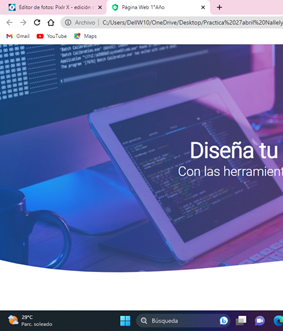 Editor de fotos: Pixlr X - edición
Página Web 1°Año
Archivo
C:/Users/DellW10/OneDrive/Desktop/Practica%2027abril%20Nallely
Gmail
YouTube
Maps
Diseña tu
Con las herramient
29°C
Parc. soleado
Búsqueda